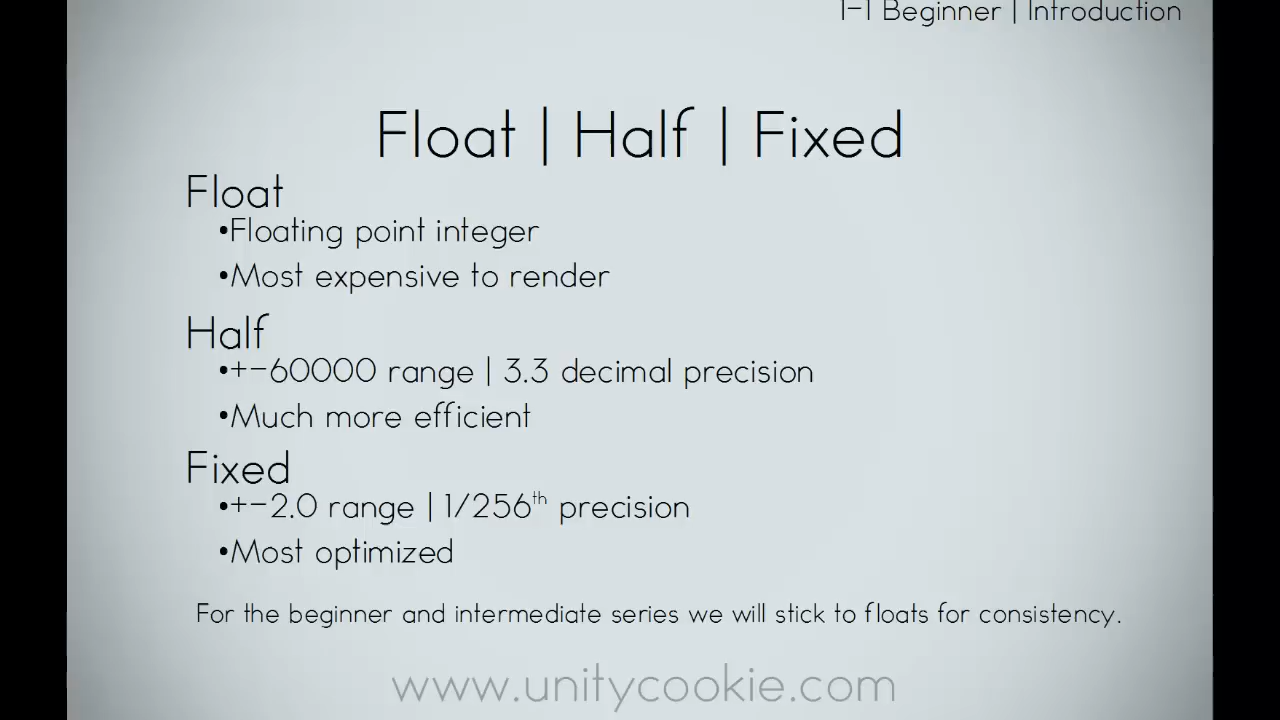 1-1 Beginner | Introduction
Float | Half | Fixed
Float
•Floating point integer
•Most expensive to render
Half
•+-60000 range | 3.3 decimal precision
•Much more efficient
Fixed
•+-2.0 range | 1/256th precision
•Most optimized
For the beginner and intermediate series we will stick to floats for consistency.
www.unitycookie.com